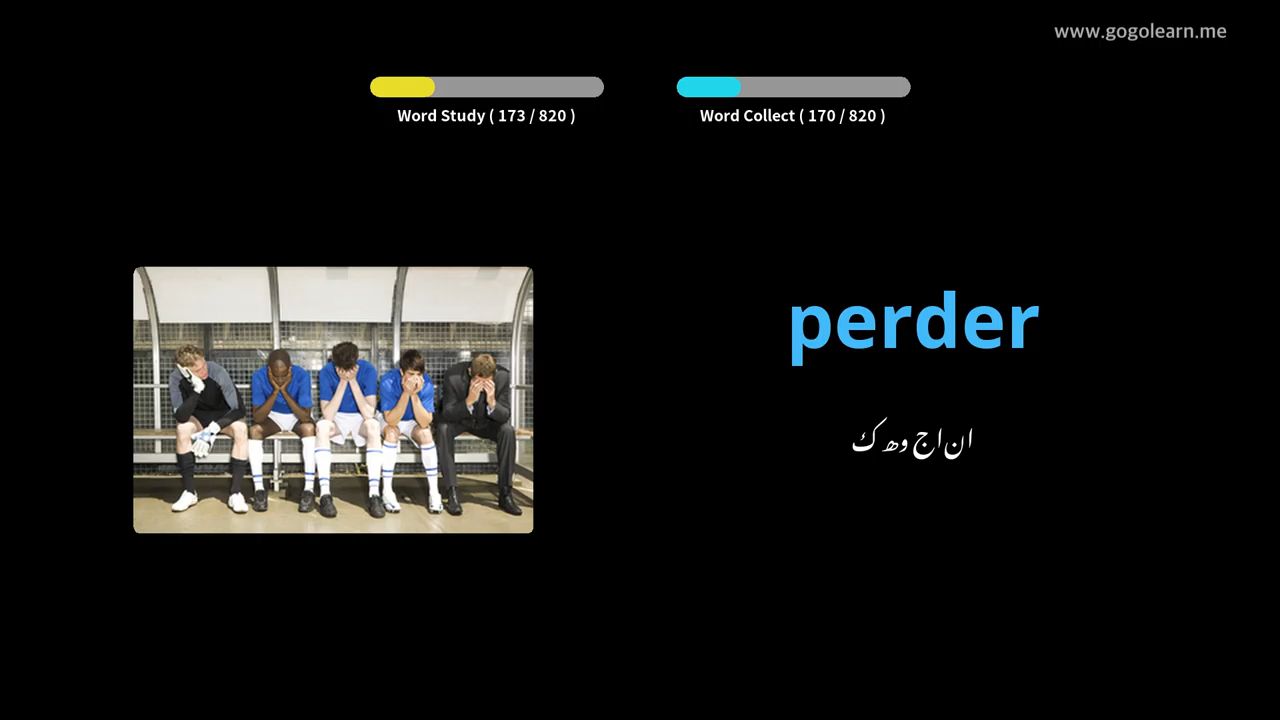 www.gogolearn.me
Word Study ( 173 / 820 )
Word Collect ( 170 / 820 )
perder
ان اج وھ ک